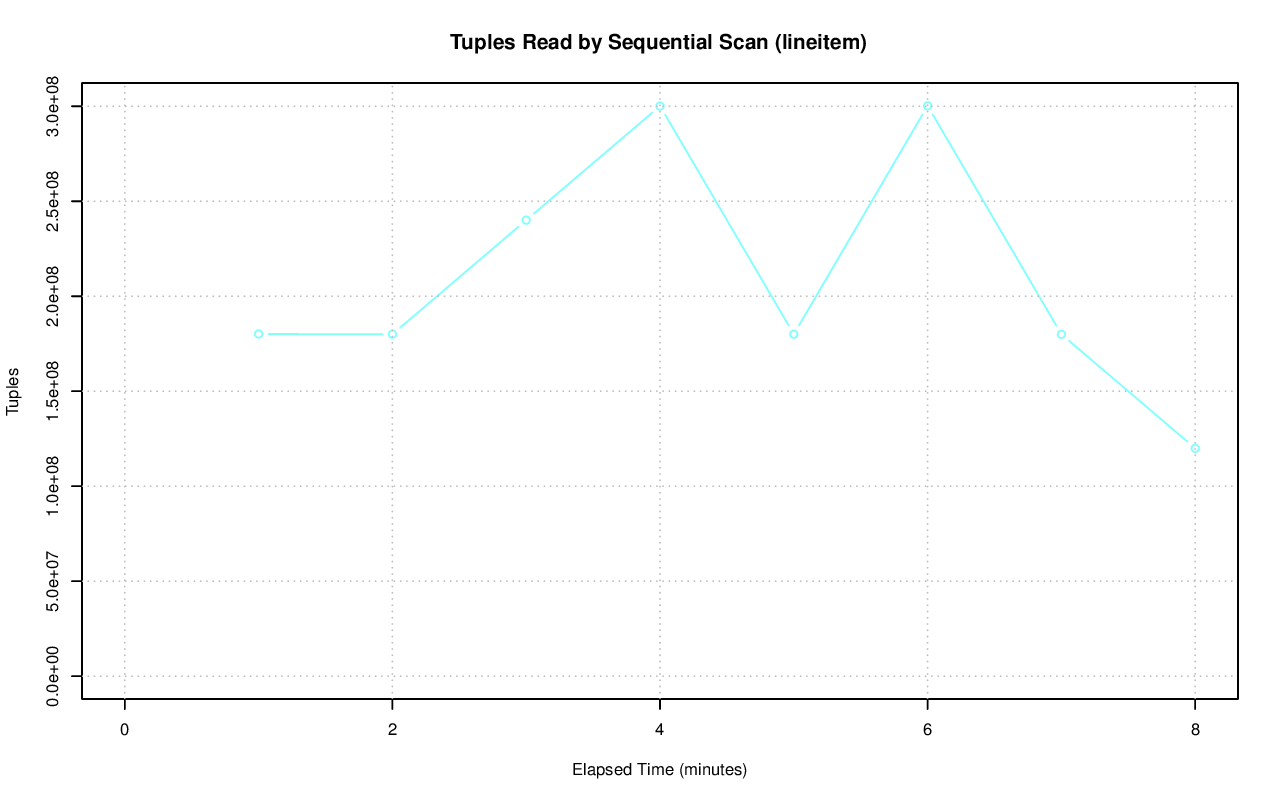 Tuples Read by Sequential Scan (lineitem)
3.0e+08
2.5e+08
2.0e+08
1.5e+08
1.0e+08
5.0e+07
0.0e+00
Tuples
0 2 4 6 8
Elapsed Time (minutes)